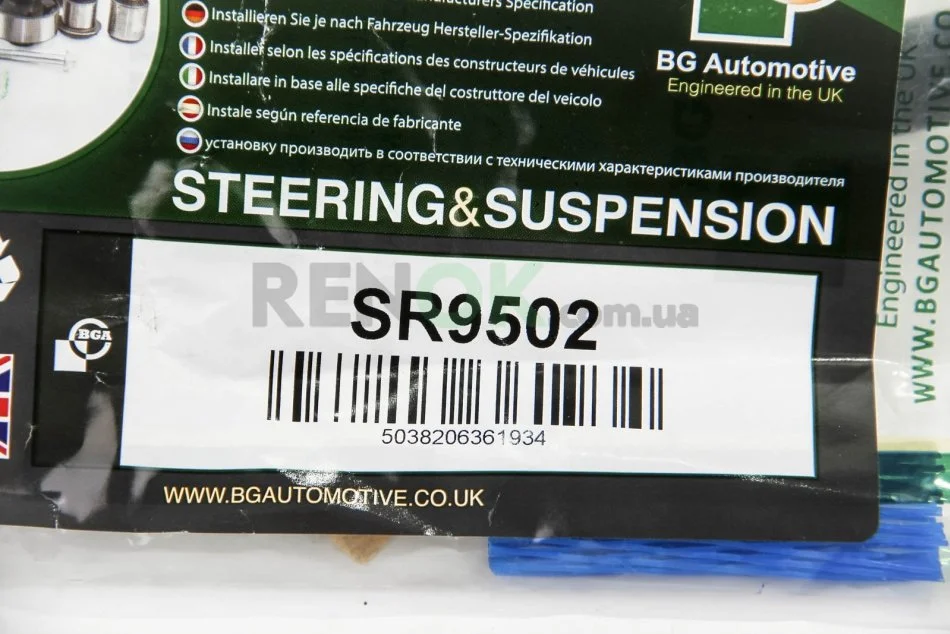 Manufacturers Specification
Installieren Sie je nach Fahrzeug Hersteller-Spezifikation
Installer selon les spécifications des constructeurs de véhicules
Installare in base alle specifiche del costruttore del veicolo
Instale según referencia de fabricante
установку производить в соответствии с техническими характеристиками производителя
BG Automotive
Engineered in the UK
STEERING&SUSPENSION
RENOK.com.ua
SR9502
BGA
5038206361934
WWW.BGAUTOMOTIVE.CO.UK
Engineered in the UK
WWW.BGAUTOMOTIVE.CO